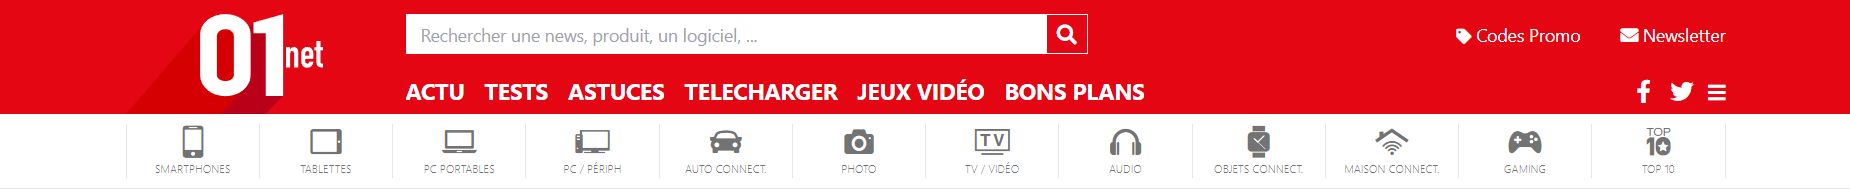 01net
Rechercher une news, produit, un logiciel, ...
Codes Promo
Newsletter
ACTU TESTS ASTUCES TELECHARGER JEUX VIDÉO BONS PLANS
TV TOP 10
SMARTPHONES TABLETTES PC PORTABLES PC / PÉRIPH AUTO CONNECT. PHOTO TV / VIDÉO AUDIO OBJETS CONNECT. MAISON CONNECT. GAMING TOP 10